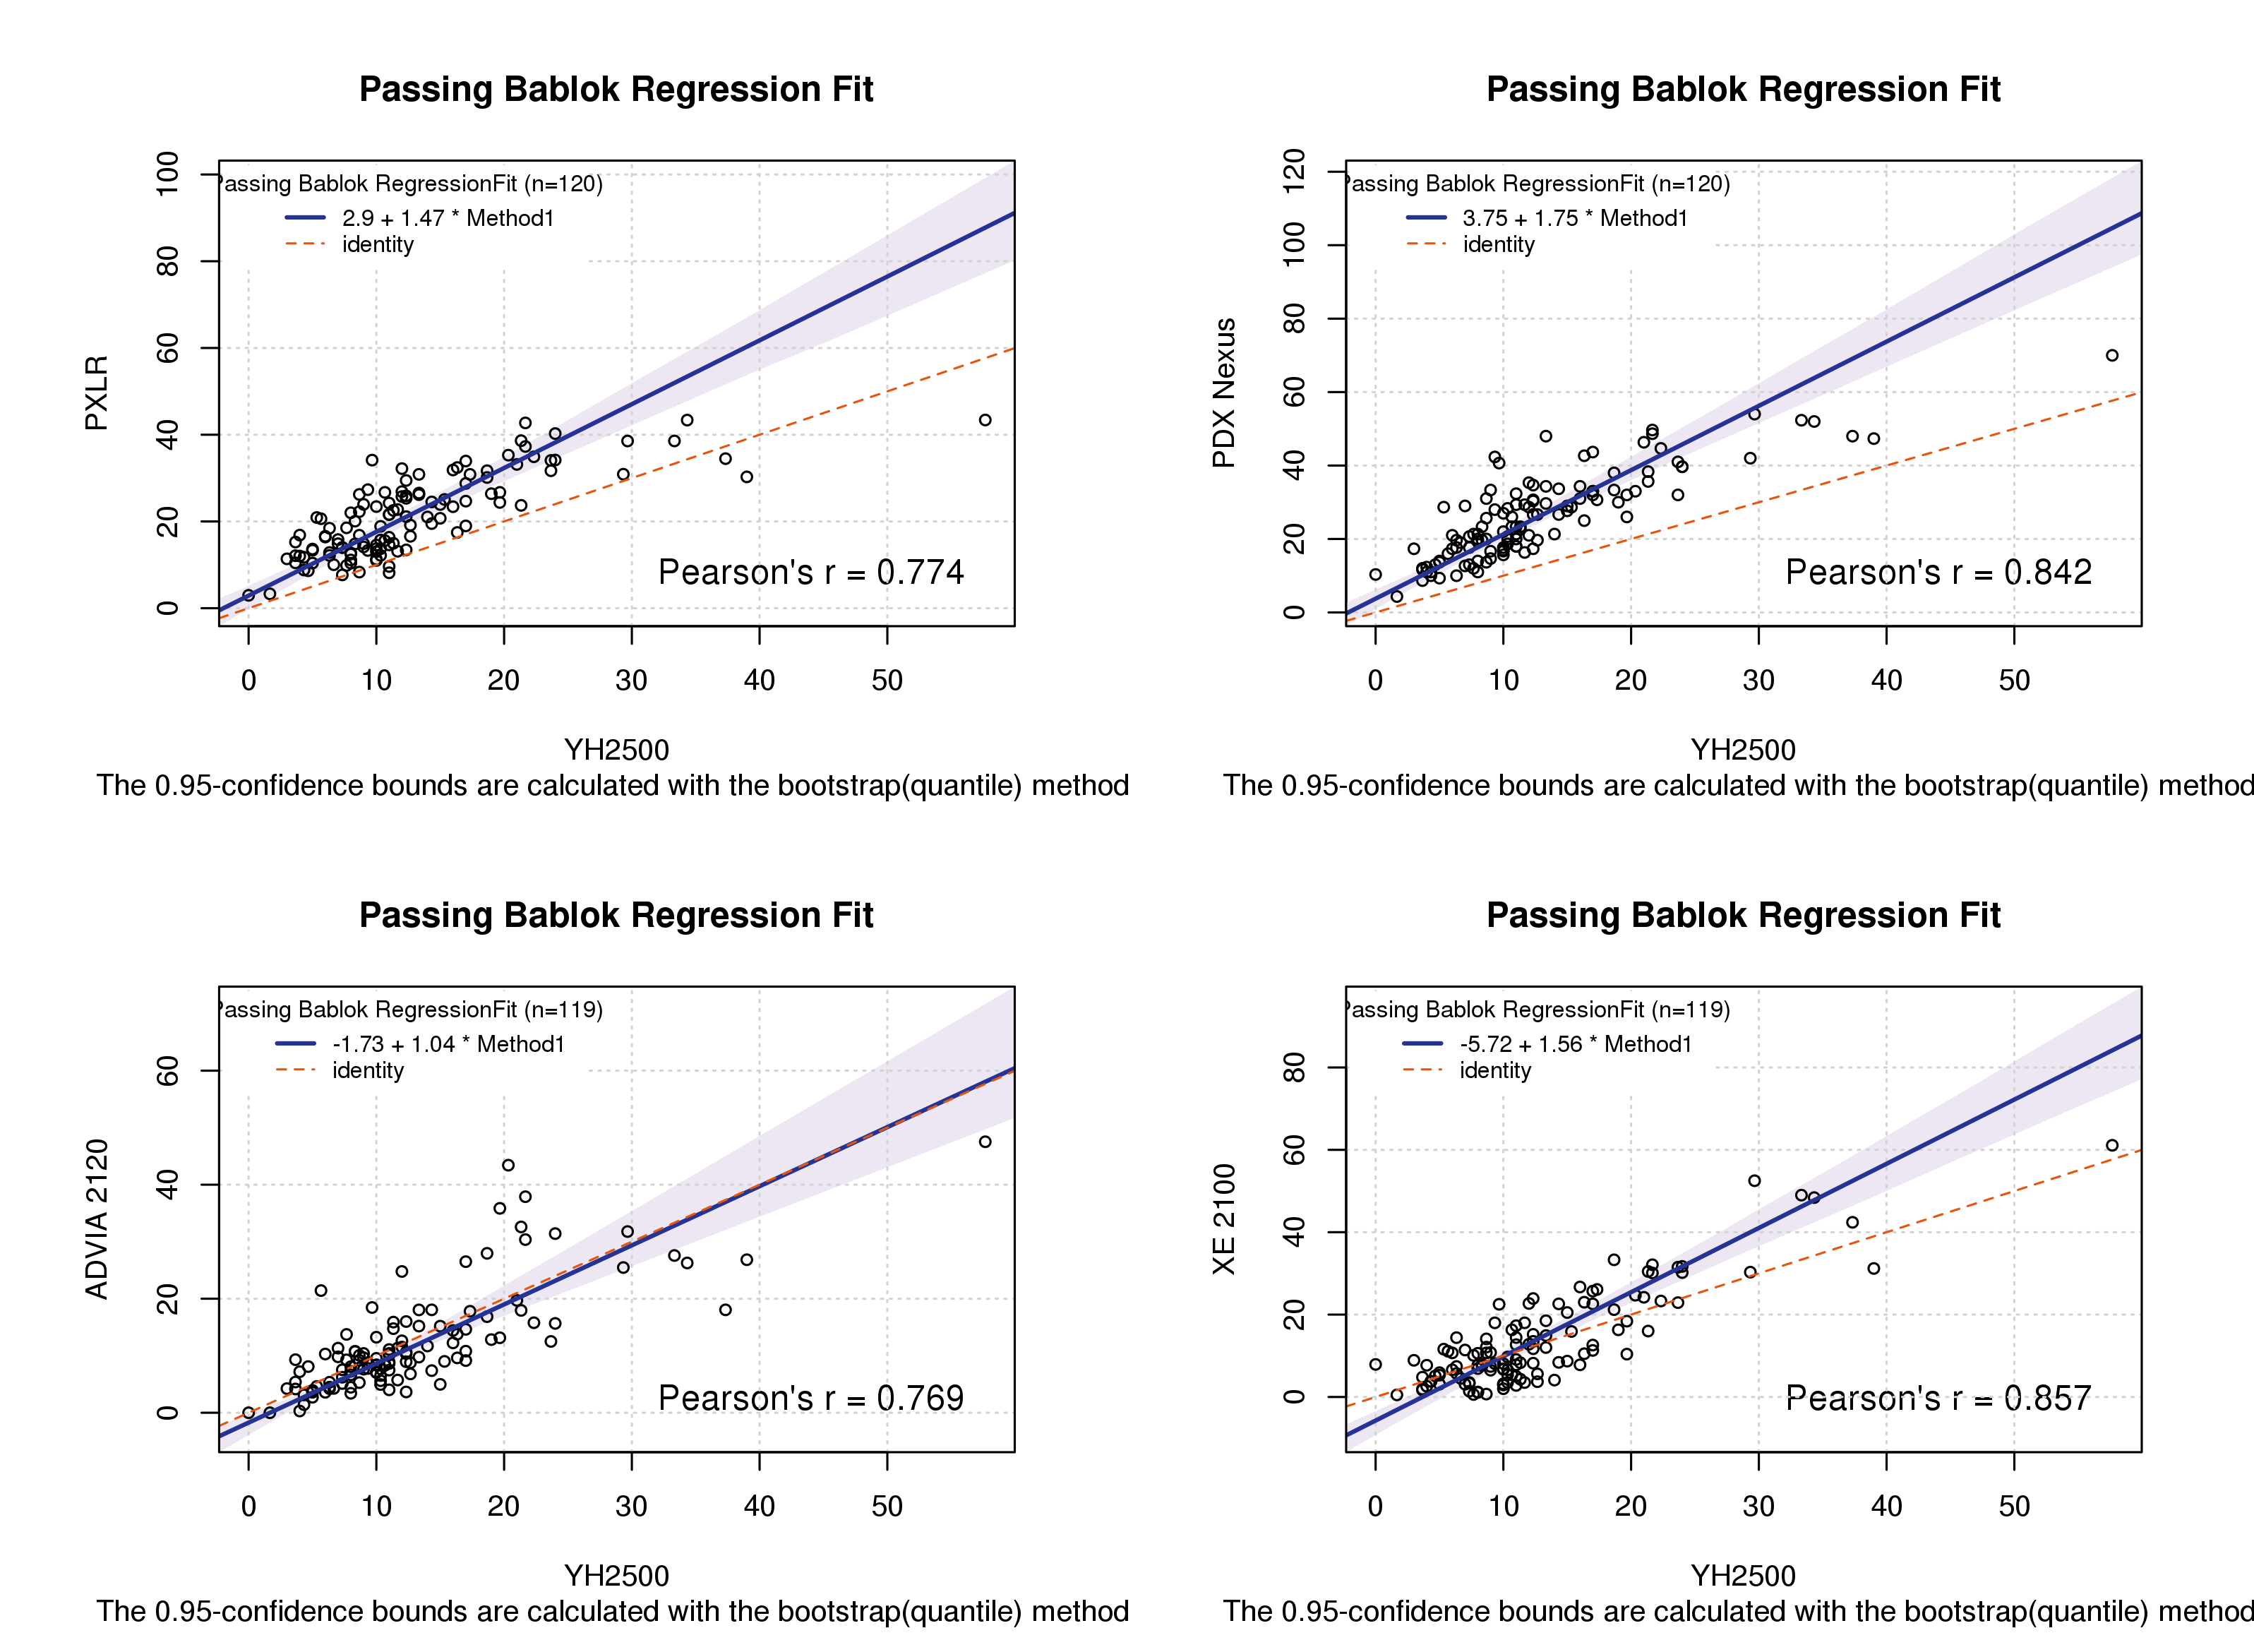 Passing Bablok Regression Fit
100
80
60
40
20
0
PXLR
Passing Bablok RegressionFit (n=120)
2.9 + 1.47 * Method1
identity
Pearson's r = 0.774
0 10 20 30 40 50
YH2500
The 0.95-confidence bounds are calculated with the bootstrap(quantile) method
Passing Bablok Regression Fit
120
100
80
60
40
20
0
PDX Nexus
Passing Bablok RegressionFit (n=120)
3.75 + 1.75 * Method1
identity
Pearson's r = 0.842
0 10 20 30 40 50
YH2500
The 0.95-confidence bounds are calculated with the bootstrap(quantile) method
Passing Bablok Regression Fit
60
40
20
0
ADVIA 2120
Passing Bablok RegressionFit (n=119)
-1.73 + 1.04 * Method1
identity
Pearson's r = 0.769
0 10 20 30 40 50
YH2500
The 0.95-confidence bounds are calculated with the bootstrap(quantile) method
Passing Bablok Regression Fit
80
60
40
20
0
XE 2100
Passing Bablok RegressionFit (n=119)
-5.72 + 1.56 * Method1
identity
Pearson's r = 0.857
0 10 20 30 40 50
YH2500
The 0.95-confidence bounds are calculated with the bootstrap(quantile) method